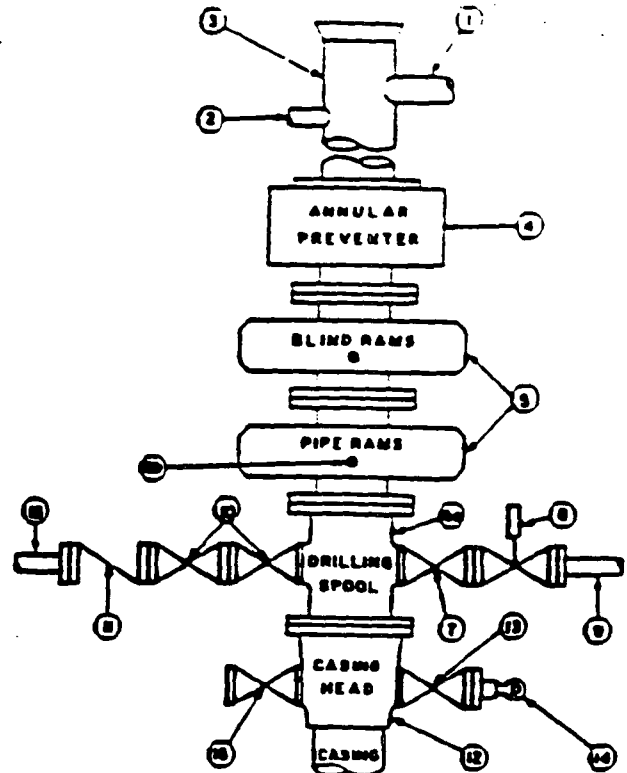 3
1
2
ANNULAR
PREVENTER
4
BLIND RAMS
5
PIPE RAMS
10
8
DRILLING
SPOOL
11
7
13
9
CASING
HEAD
12
CASING